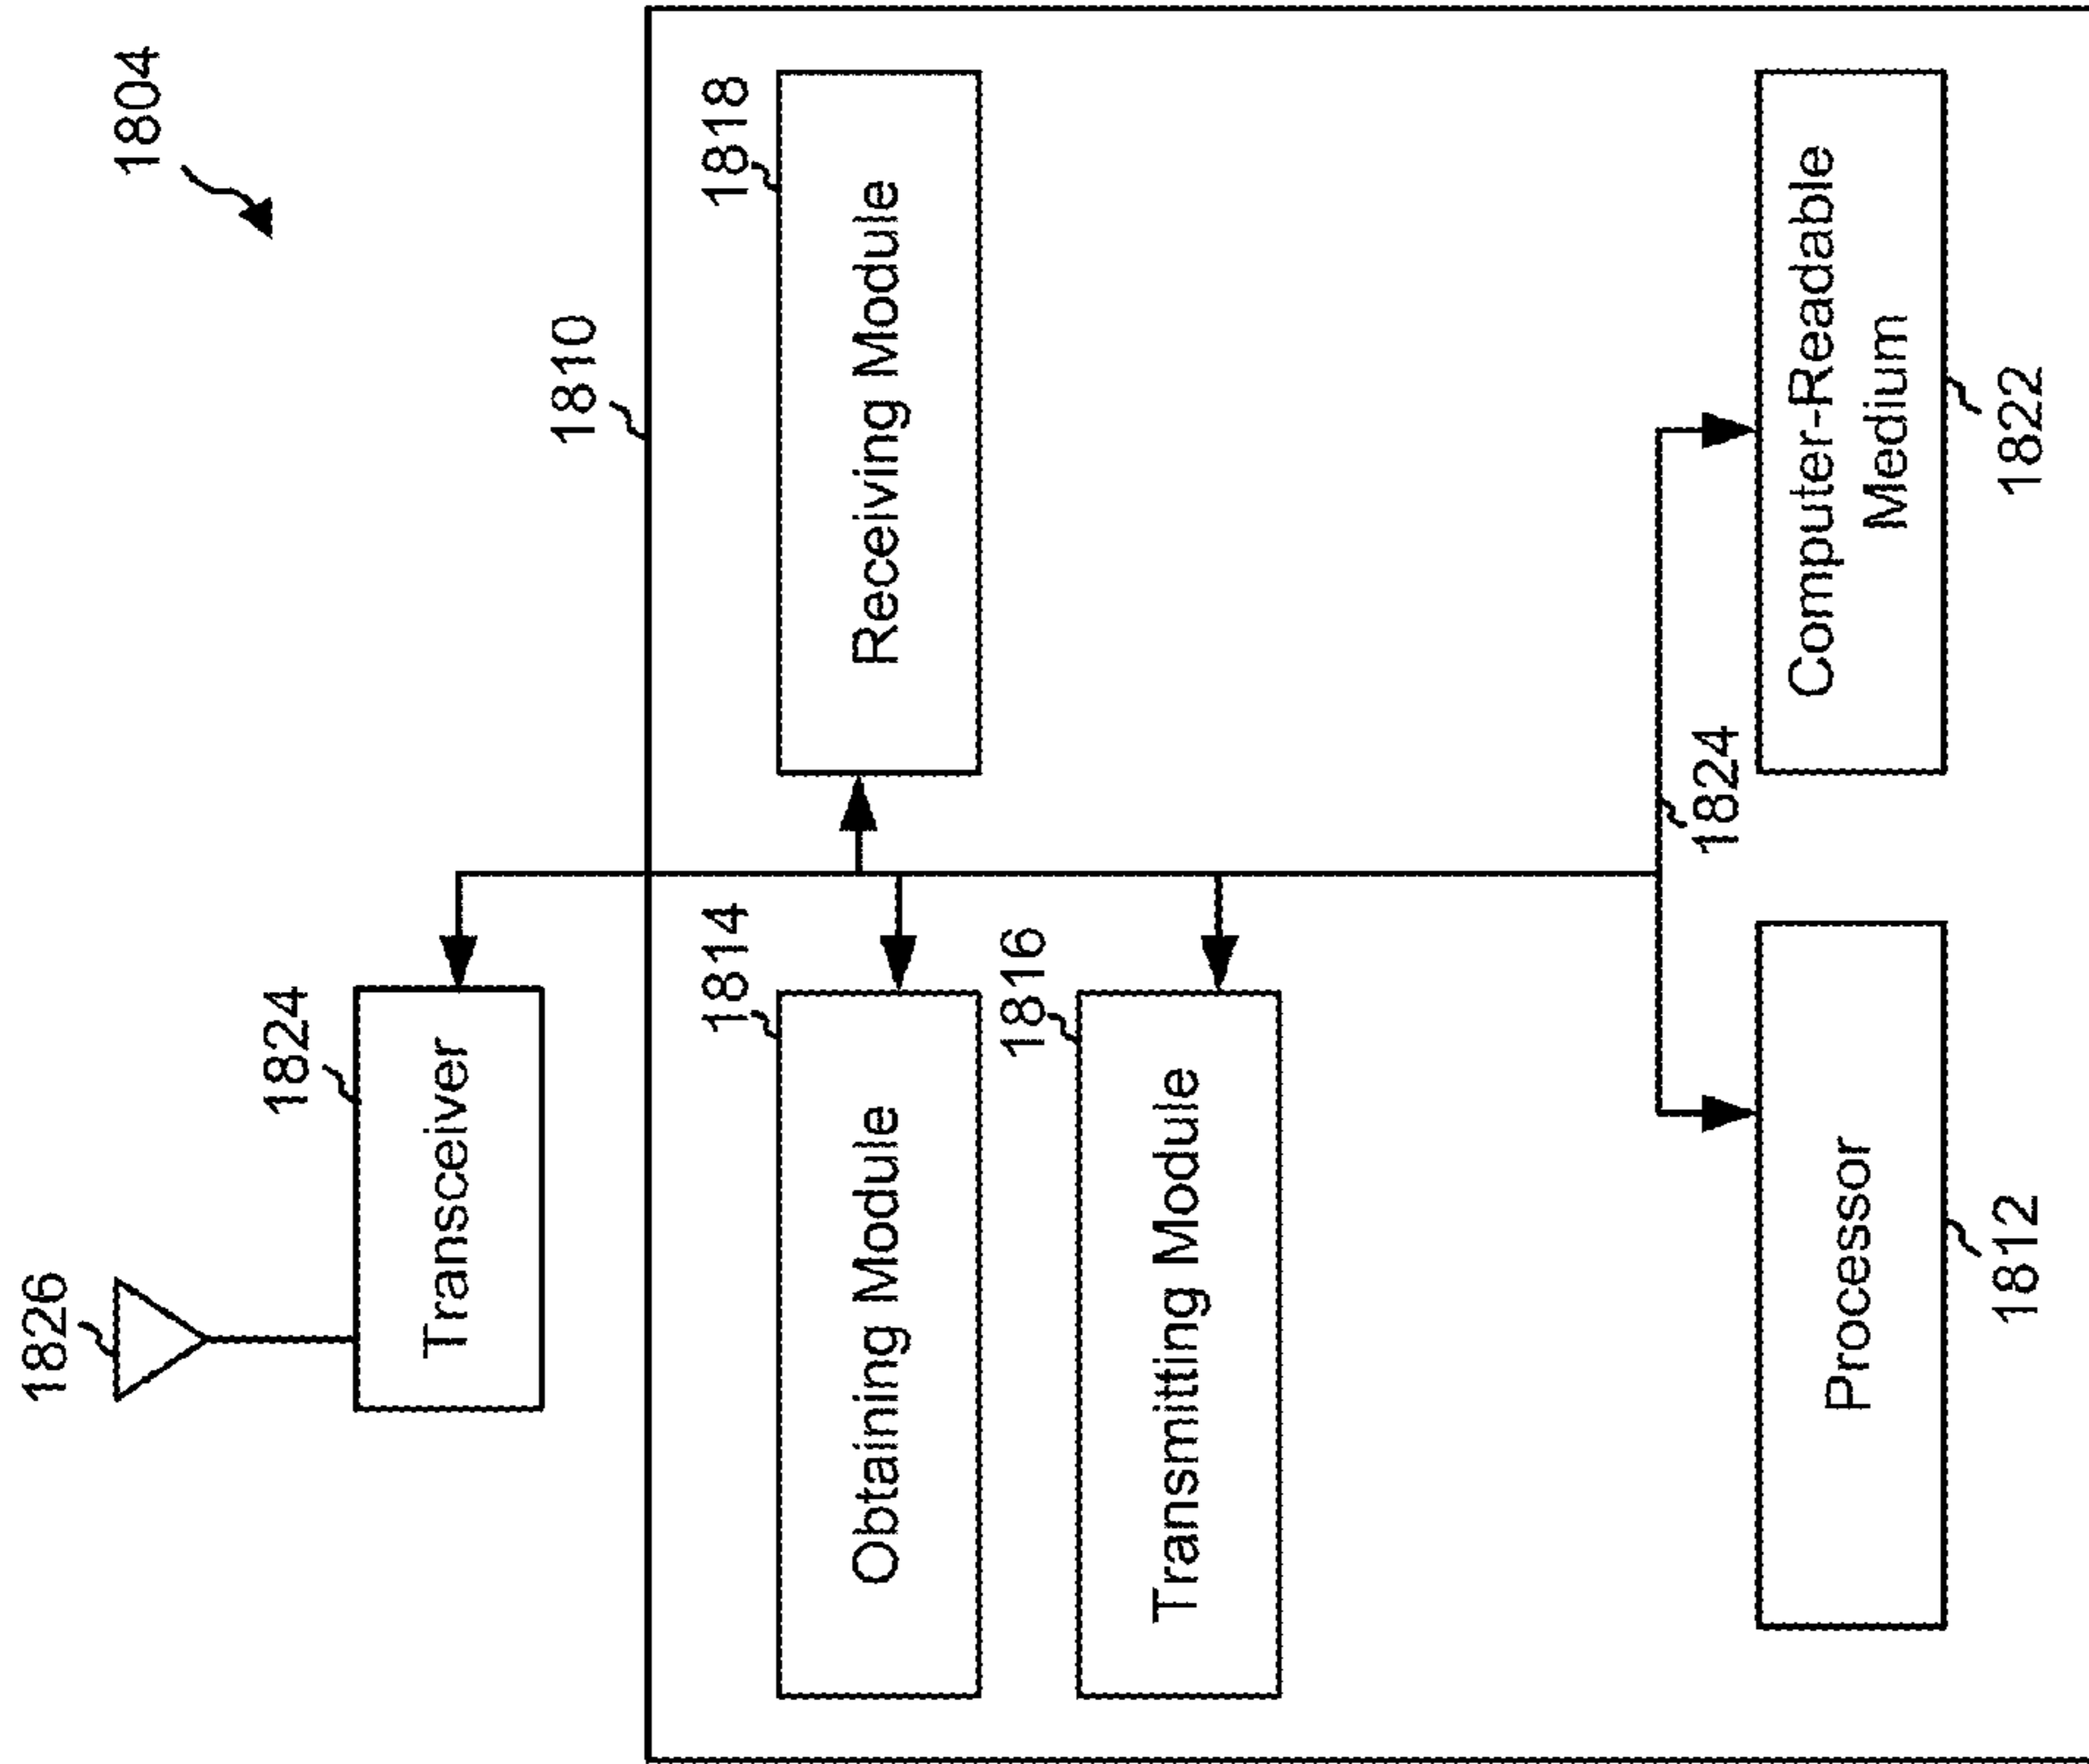 1826
1804
1824
Transceiver
1810
1814
Obtaining Module
1818
Receiving Module
1816
Transmitting Module
1824
Processor
1812
Computer-Readable
Medium
1822